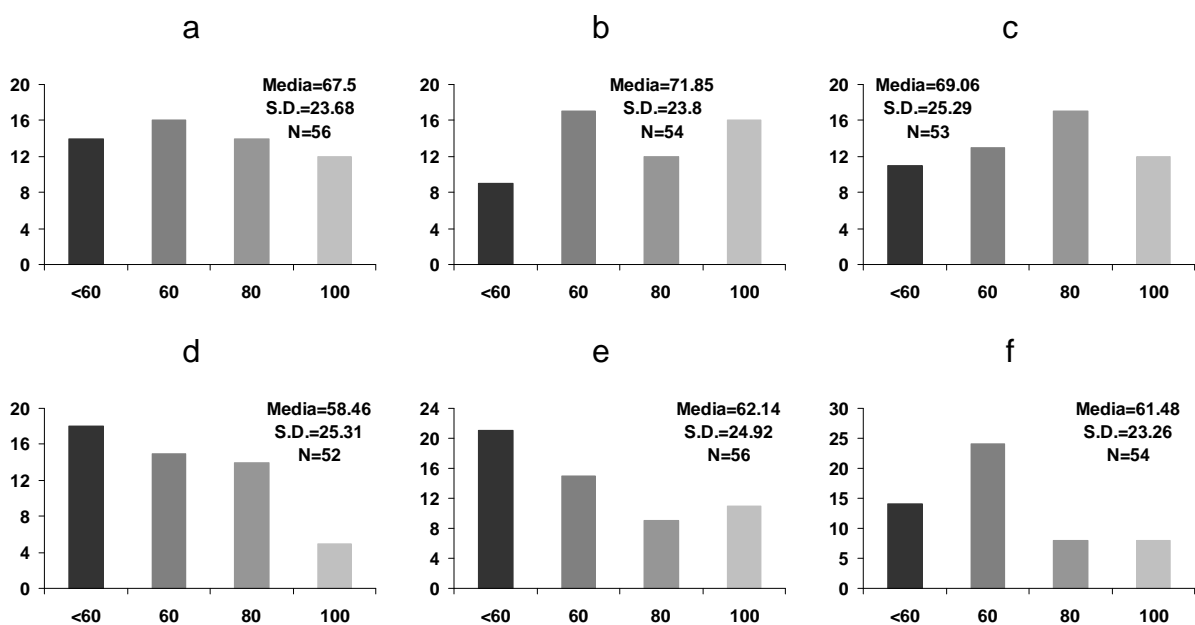 a
20
16
12
8
4
0
Media=67.5
S.D.=23.68
N=56
<60 60 80 100
b
20
16
12
8
4
0
Media=71.85
S.D.=23.8
N=54
<60 60 80 100
c
20
16
12
8
4
0
Media=69.06
S.D.=25.29
N=53
<60 60 80 100
d
20
16
12
8
4
0
Media=58.46
S.D.=25.31
N=52
<60 60 80 100
e
24
20
16
12
8
4
0
Media=62.14
S.D.=24.92
N=56
<60 60 80 100
f
30
25
20
15
10
5
0
Media=61.48
S.D.=23.26
N=54
<60 60 80 100